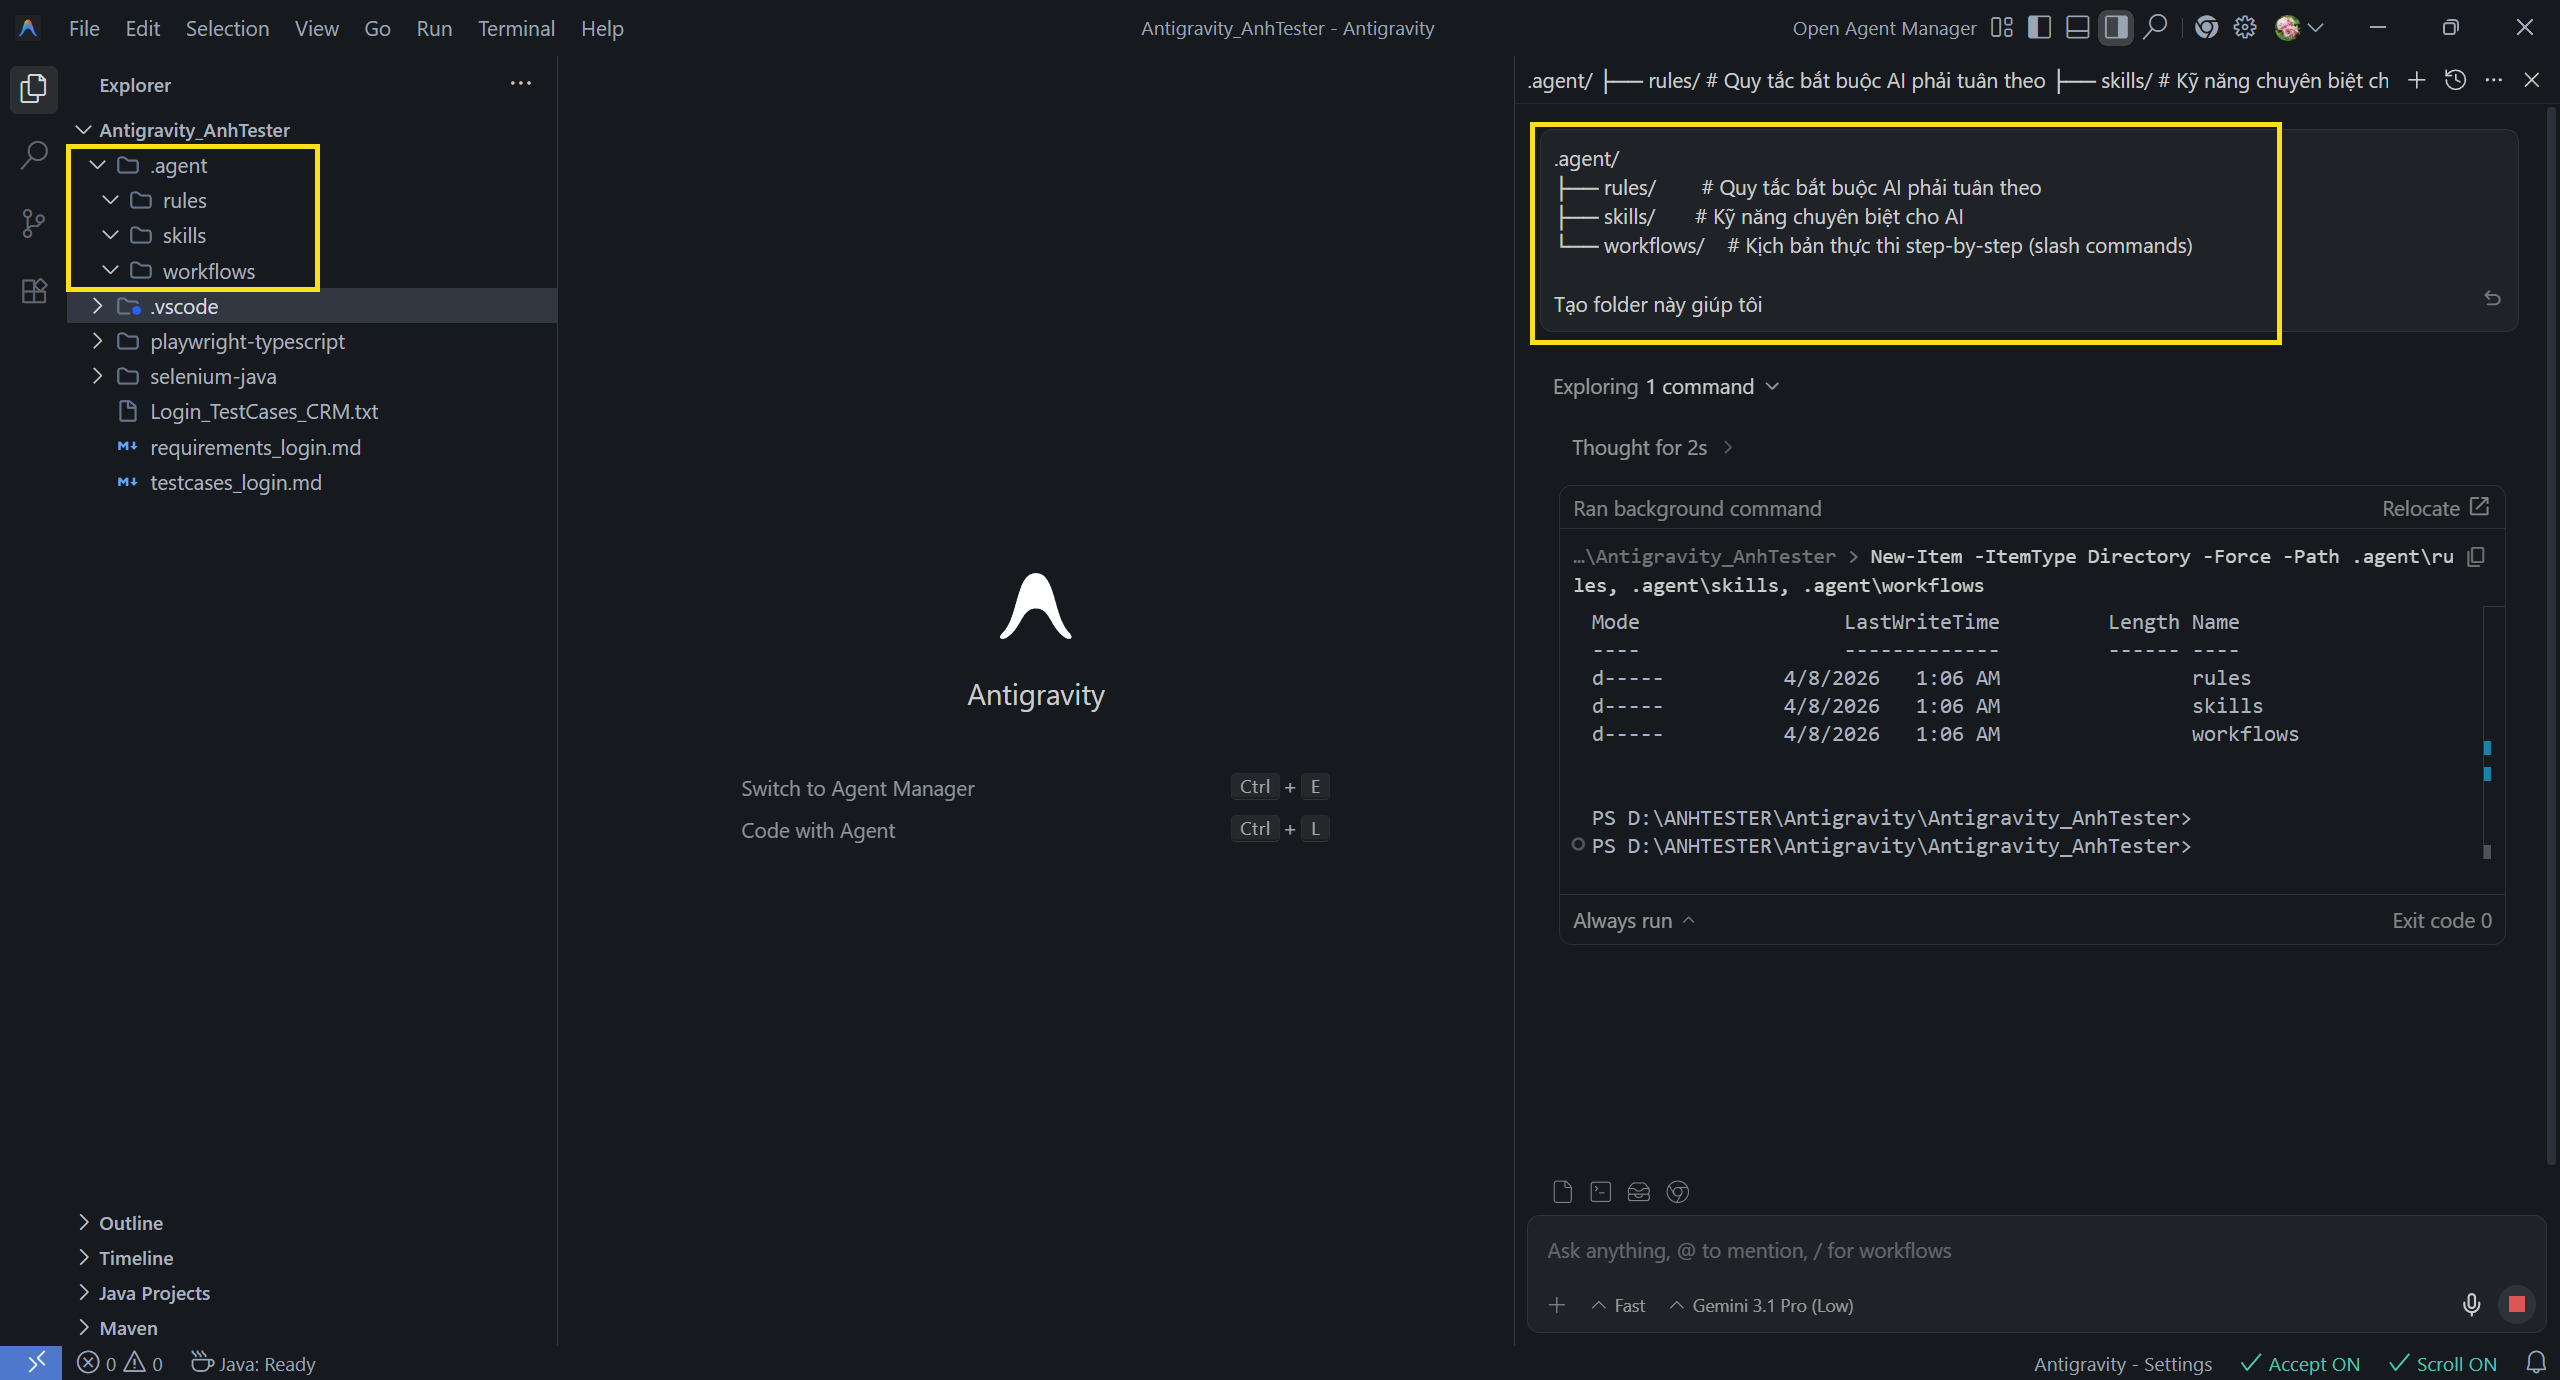 File Edit Selection View Go Run Terminal Help
Antigravity_AnhTester - Antigravity
Open Agent Manager
Explorer
Antigravity_AnhTester
.agent
rules
skills
workflows
.vscode
playwright-typescript
selenium-java
Login_TestCases_CRM.txt
requirements_login.md
testcases_login.md
Outline
Timeline
Java Projects
Maven
Antigravity
Switch to Agent Manager Ctrl + E
Code with Agent Ctrl + L
.agent/ ├── rules/ # Quy tắc bắt buộc AI phải tuân theo ├── skills/ # Kỹ năng chuyên biệt ch
.agent/
├── rules/ # Quy tắc bắt buộc AI phải tuân theo
├── skills/ # Kỹ năng chuyên biệt cho AI
└── workflows/ # Kịch bản thực thi step-by-step (slash commands)
Tạo folder này giúp tôi
Exploring 1 command
Thought for 2s
Ran background command Relocate
...\Antigravity_AnhTester > New-Item -ItemType Directory -Force -Path .agent\ru
les, .agent\skills, .agent\workflows
Mode LastWriteTime Length Name
---- ------------- ------ ----
d----- 4/8/2026 1:06 AM rules
d----- 4/8/2026 1:06 AM skills
d----- 4/8/2026 1:06 AM workflows
PS D:\ANHTESTER\Antigravity\Antigravity_AnhTester>
PS D:\ANHTESTER\Antigravity\Antigravity_AnhTester>
Always run Exit code 0
Ask anything, @ to mention, / for workflows
Fast Gemini 3.1 Pro (Low)
0 0 Java: Ready
Antigravity - Settings Accept ON Scroll ON